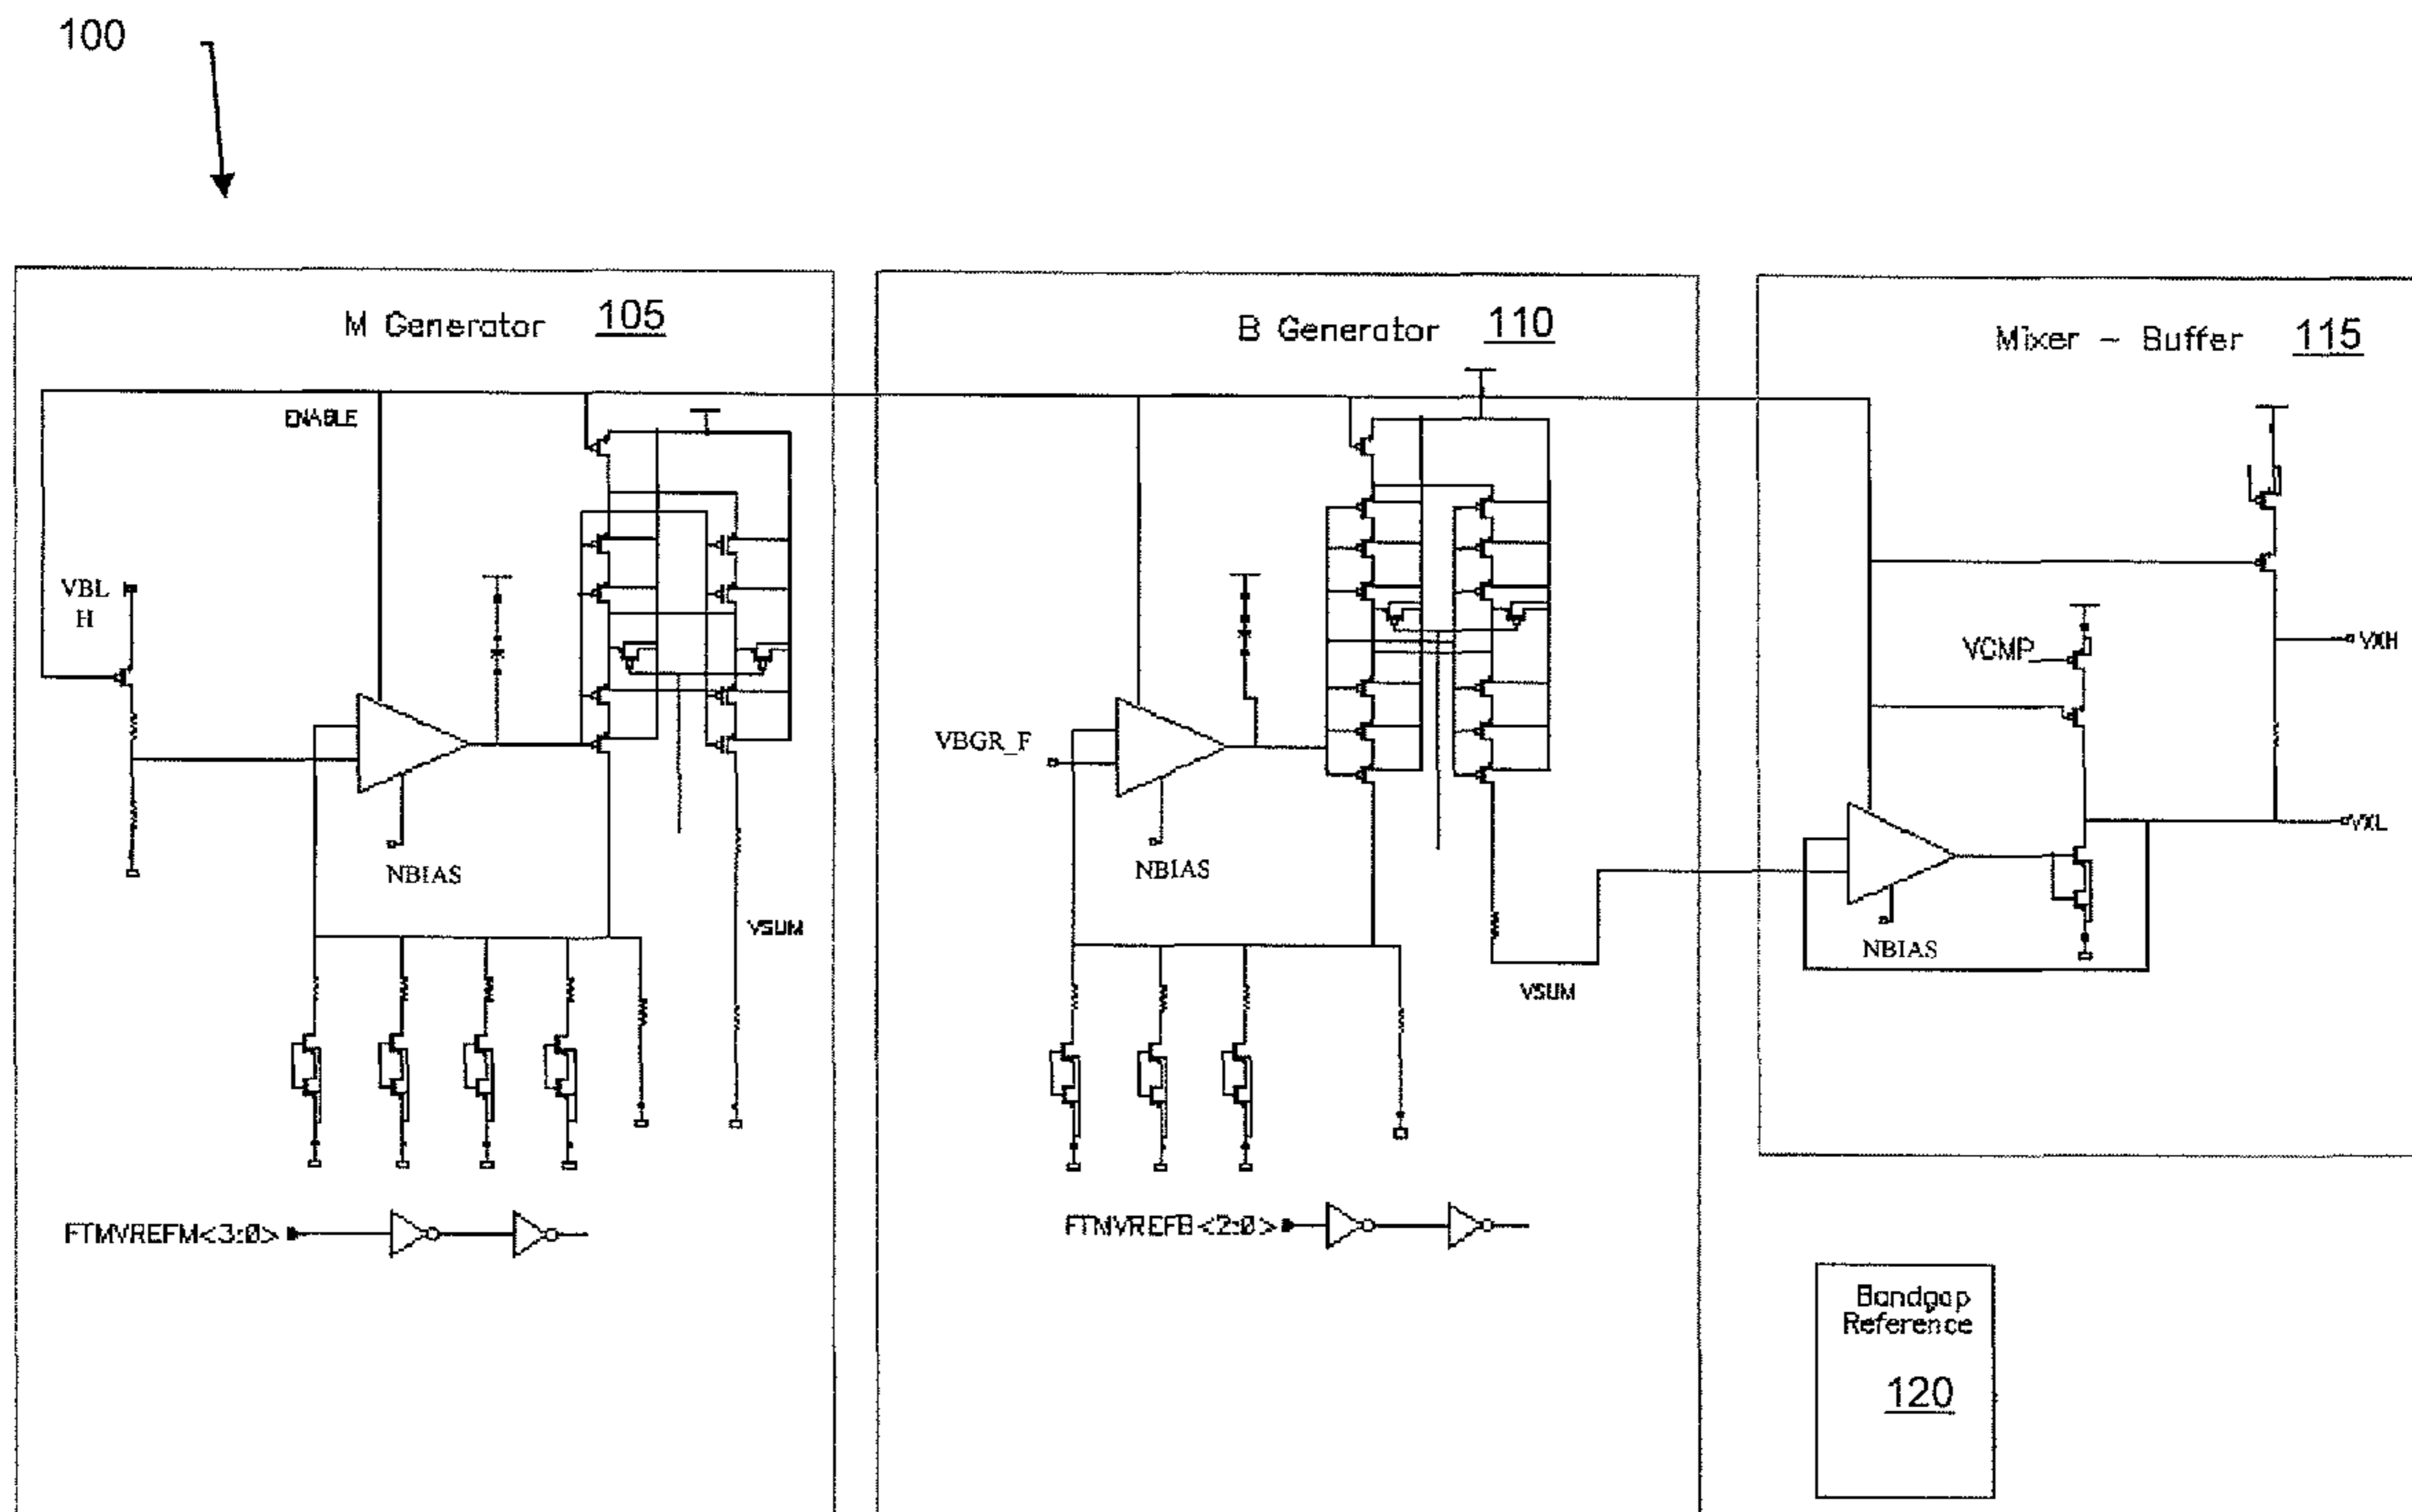 100
M Generator 105
B Generator 110
Mixer - Buffer 115
ENABLE
VBL
H
NBIAS
VSUM
FTMVREFM<3:0>
VBGR_F
NBIAS
VSUM
FTMVREFB<2:0>
VCMP
VXH
VXL
NBIAS
Bandgap
Reference
120